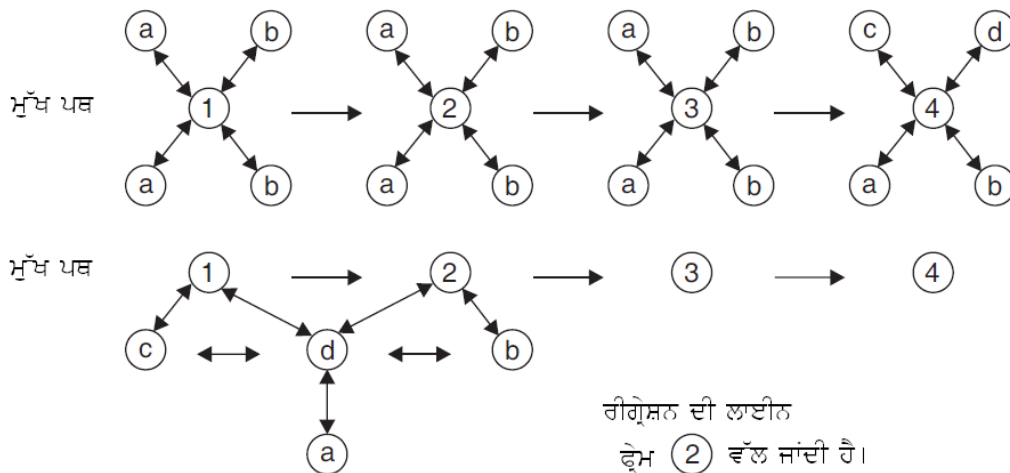 a b a b a b c d
ਮੁੱਖ ਪਥ 1 2 3 4
a b a b a b a b
ਮੁੱਖ ਪਥ 1 2 3 4
c d b
a
ਰੀਗ੍ਰੇਸ਼ਨ ਦੀ ਲਾਈਨ
ਫ੍ਰੇਮ 2 ਵੱਲ ਜਾਂਦੀ ਹੈ।